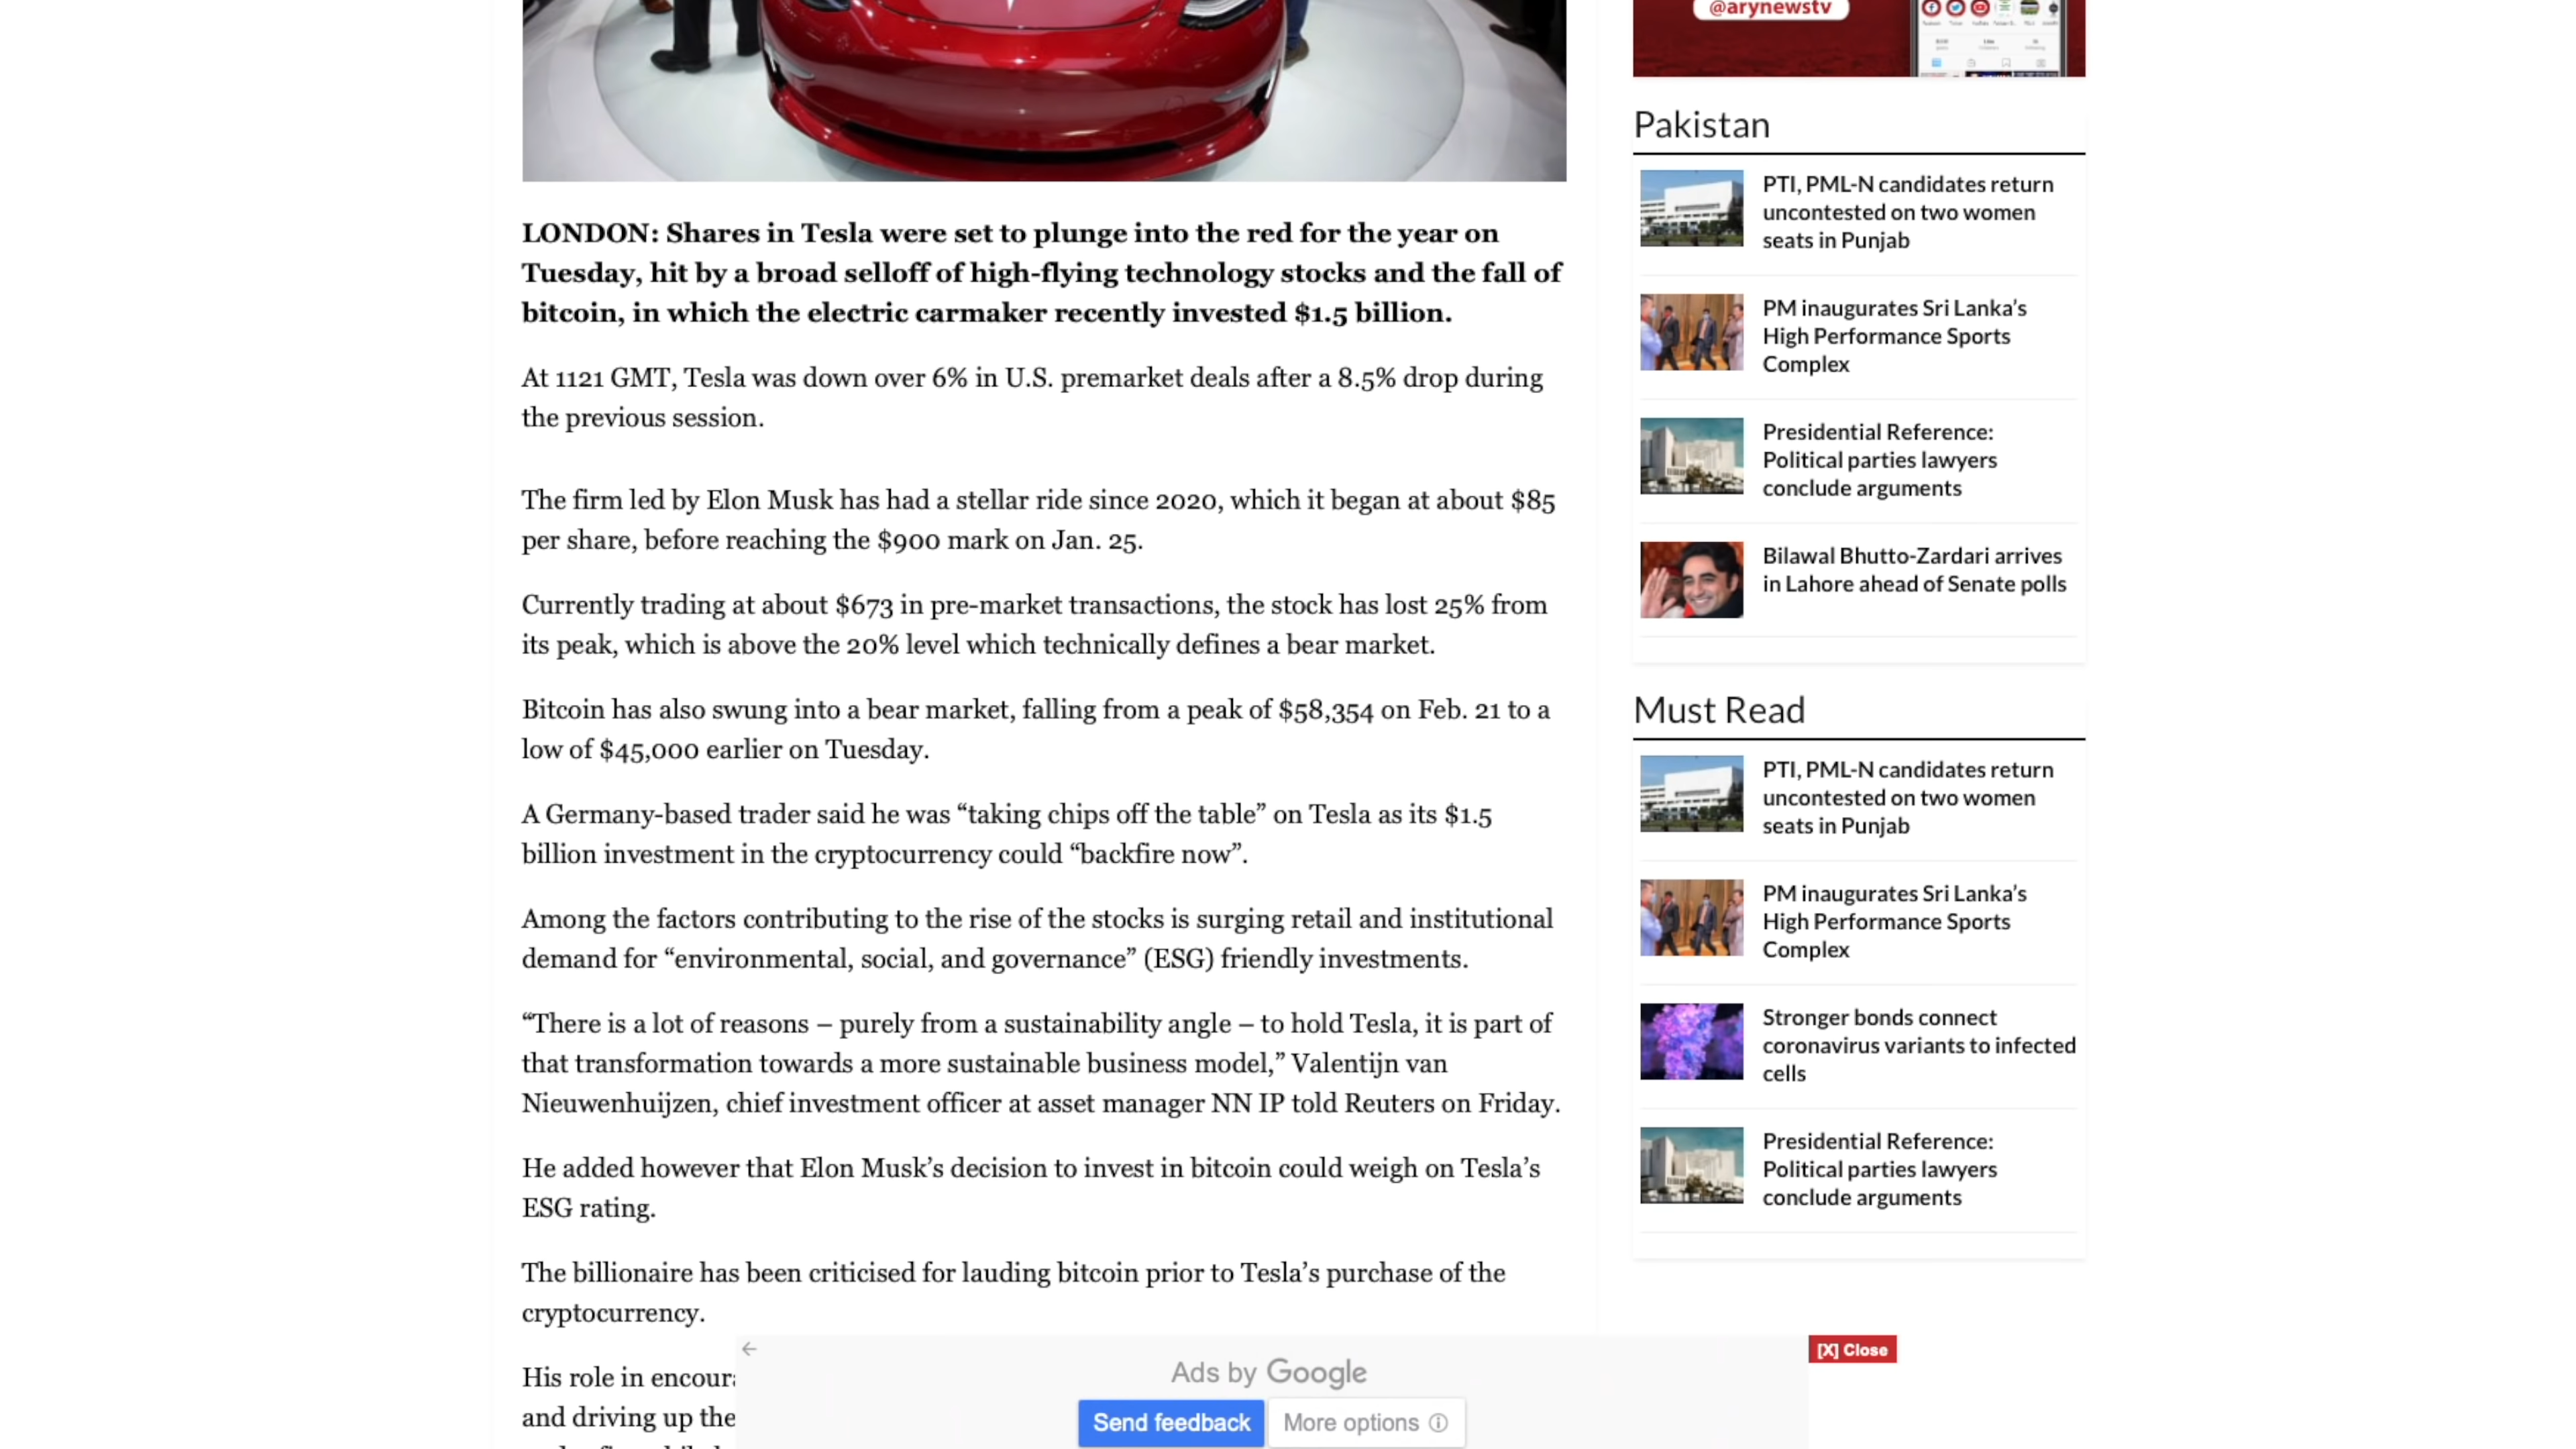 @arynewstv
LONDON: Shares in Tesla were set to plunge into the red for the year on
Tuesday, hit by a broad selloff of high-flying technology stocks and the fall of
bitcoin, in which the electric carmaker recently invested $1.5 billion.
At 1121 GMT, Tesla was down over 6% in U.S. premarket deals after a 8.5% drop during
the previous session.
The firm led by Elon Musk has had a stellar ride since 2020, which it began at about $85
per share, before reaching the $900 mark on Jan. 25.
Currently trading at about $673 in pre-market transactions, the stock has lost 25% from
its peak, which is above the 20% level which technically defines a bear market.
Bitcoin has also swung into a bear market, falling from a peak of $58,354 on Feb. 21 to a
low of $45,000 earlier on Tuesday.
A Germany-based trader said he was “taking chips off the table” on Tesla as its $1.5
billion investment in the cryptocurrency could “backfire now”.
Among the factors contributing to the rise of the stocks is surging retail and institutional
demand for “environmental, social, and governance” (ESG) friendly investments.
“There is a lot of reasons – purely from a sustainability angle – to hold Tesla, it is part of
that transformation towards a more sustainable business model,” Valentijn van
Nieuwenhuijzen, chief investment officer at asset manager NN IP told Reuters on Friday.
He added however that Elon Musk’s decision to invest in bitcoin could weigh on Tesla’s
ESG rating.
The billionaire has been criticised for lauding bitcoin prior to Tesla’s purchase of the
cryptocurrency.
His role in encour
and driving up the
Pakistan
PTI, PML-N candidates return
uncontested on two women
seats in Punjab
PM inaugurates Sri Lanka’s
High Performance Sports
Complex
Presidential Reference:
Political parties lawyers
conclude arguments
Bilawal Bhutto-Zardari arrives
in Lahore ahead of Senate polls
Must Read
PTI, PML-N candidates return
uncontested on two women
seats in Punjab
PM inaugurates Sri Lanka’s
High Performance Sports
Complex
Stronger bonds connect
coronavirus variants to infected
cells
Presidential Reference:
Political parties lawyers
conclude arguments
[X] Close
Ads by Google
Send feedback
More options